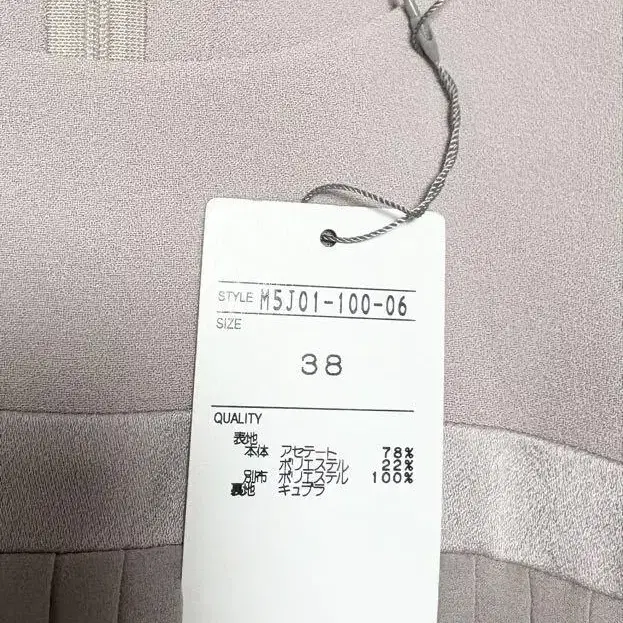 STYLE M5J01-100-06
SIZE
38
QUALITY
表地
本体 アセテート 78%
ポリエステル 22%
別布 ポリエステル 100%
裏地 キュプラ